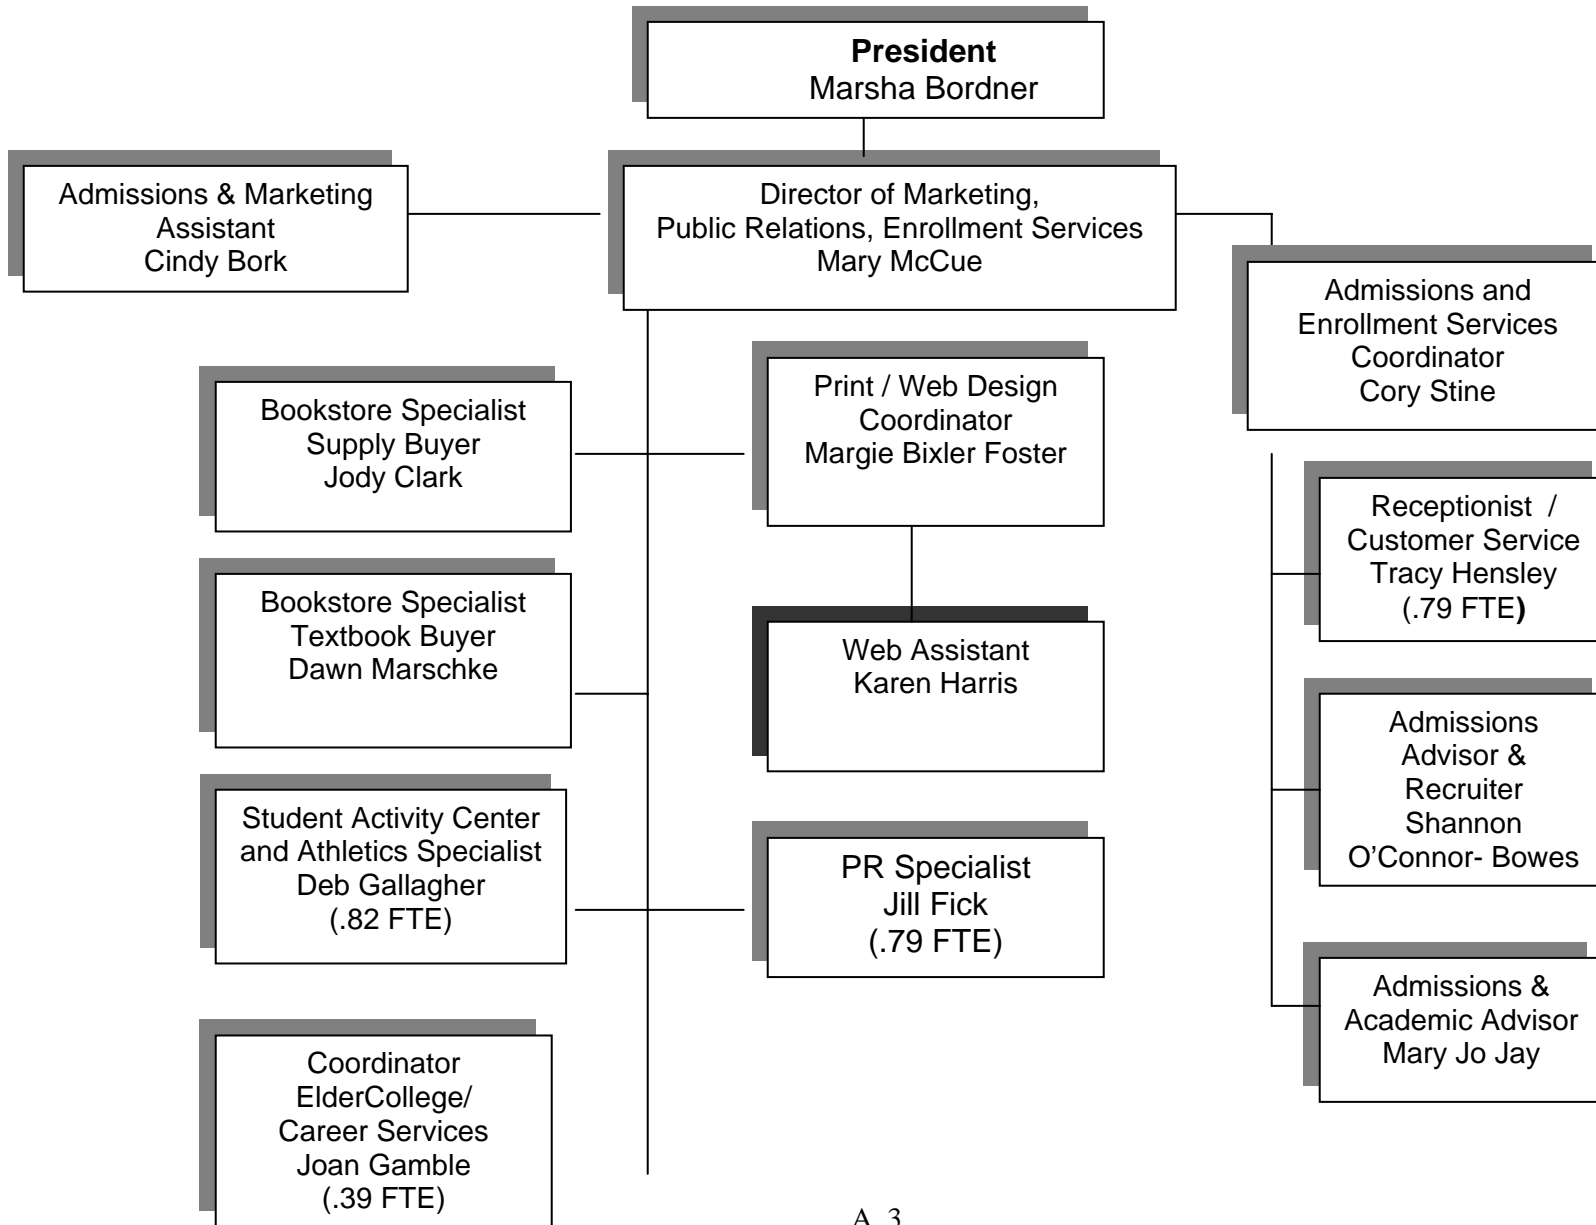 President
Marsha Bordner
Admissions & Marketing
Assistant
Cindy Bork
Director of Marketing,
Public Relations, Enrollment Services
Mary McCue
Admissions and
Enrollment Services
Coordinator
Cory Stine
Bookstore Specialist
Supply Buyer
Jody Clark
Print / Web Design
Coordinator
Margie Bixler Foster
Receptionist /
Customer Service
Tracy Hensley
(.79 FTE)
Bookstore Specialist
Textbook Buyer
Dawn Marschke
Web Assistant
Karen Harris
Admissions
Advisor &
Recruiter
Shannon
O’Connor- Bowes
Student Activity Center
and Athletics Specialist
Deb Gallagher
(.82 FTE)
PR Specialist
Jill Fick
(.79 FTE)
Admissions &
Academic Advisor
Mary Jo Jay
Coordinator
ElderCollege/
Career Services
Joan Gamble
(.39 FTE)
A 3